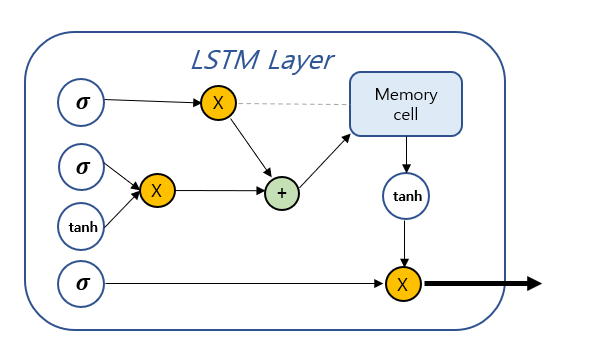 LSTM Layer
σ
X
Memory
cell
σ
X
+
tanh
tanh
σ
X